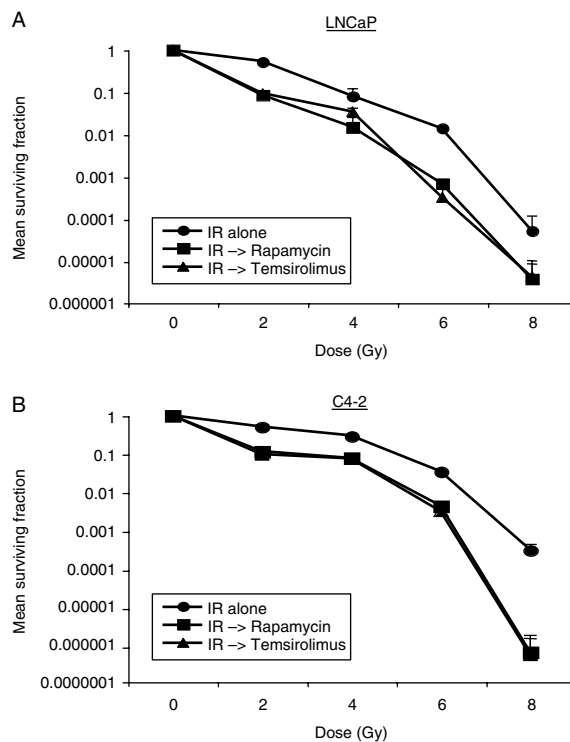 A
LNCaP
Mean surviving fraction
1
0.1
0.01
0.001
0.0001
0.00001
0.000001
IR alone
IR –> Rapamycin
IR –> Temsirolimus
0 2 4 6 8
Dose (Gy)
B
C4-2
Mean surviving fraction
1
0.1
0.01
0.001
0.0001
0.00001
0.000001
0.0000001
IR alone
IR –> Rapamycin
IR –> Temsirolimus
0 2 4 6 8
Dose (Gy)